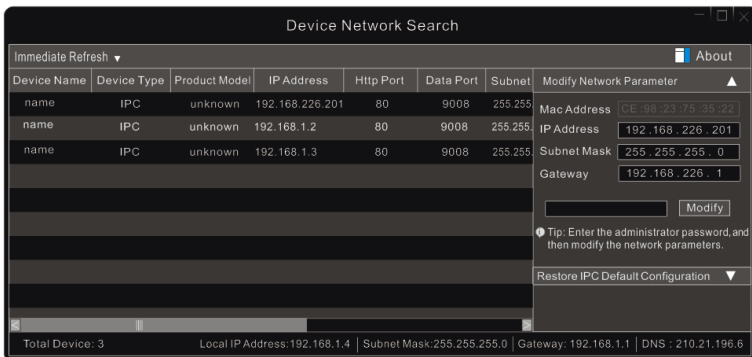 Device Network Search
Immediate Refresh
About
Device Name Device Type Product Model IP Address Http Port Data Port Subnet
name IPC unknown 192.168.226.201 80 9008 255.255
name IPC unknown 192.168.1.2 80 9008 255.255.
name IPC unknown 192.168.1.3 80 9008 255.255.
Modify Network Parameter
Mac Address CE:98:23:75:35:22
IP Address 192.168.226.201
Subnet Mask 255.255.255.0
Gateway 192.168.226.1
Modify
Tip: Enter the administrator password, and
then modify the network parameters.
Restore IPC Default Configuration
Total Device: 3 Local IP Address:192.168.1.4 Subnet Mask:255.255.255.0 Gateway: 192.168.1.1 DNS : 210.21.196.6